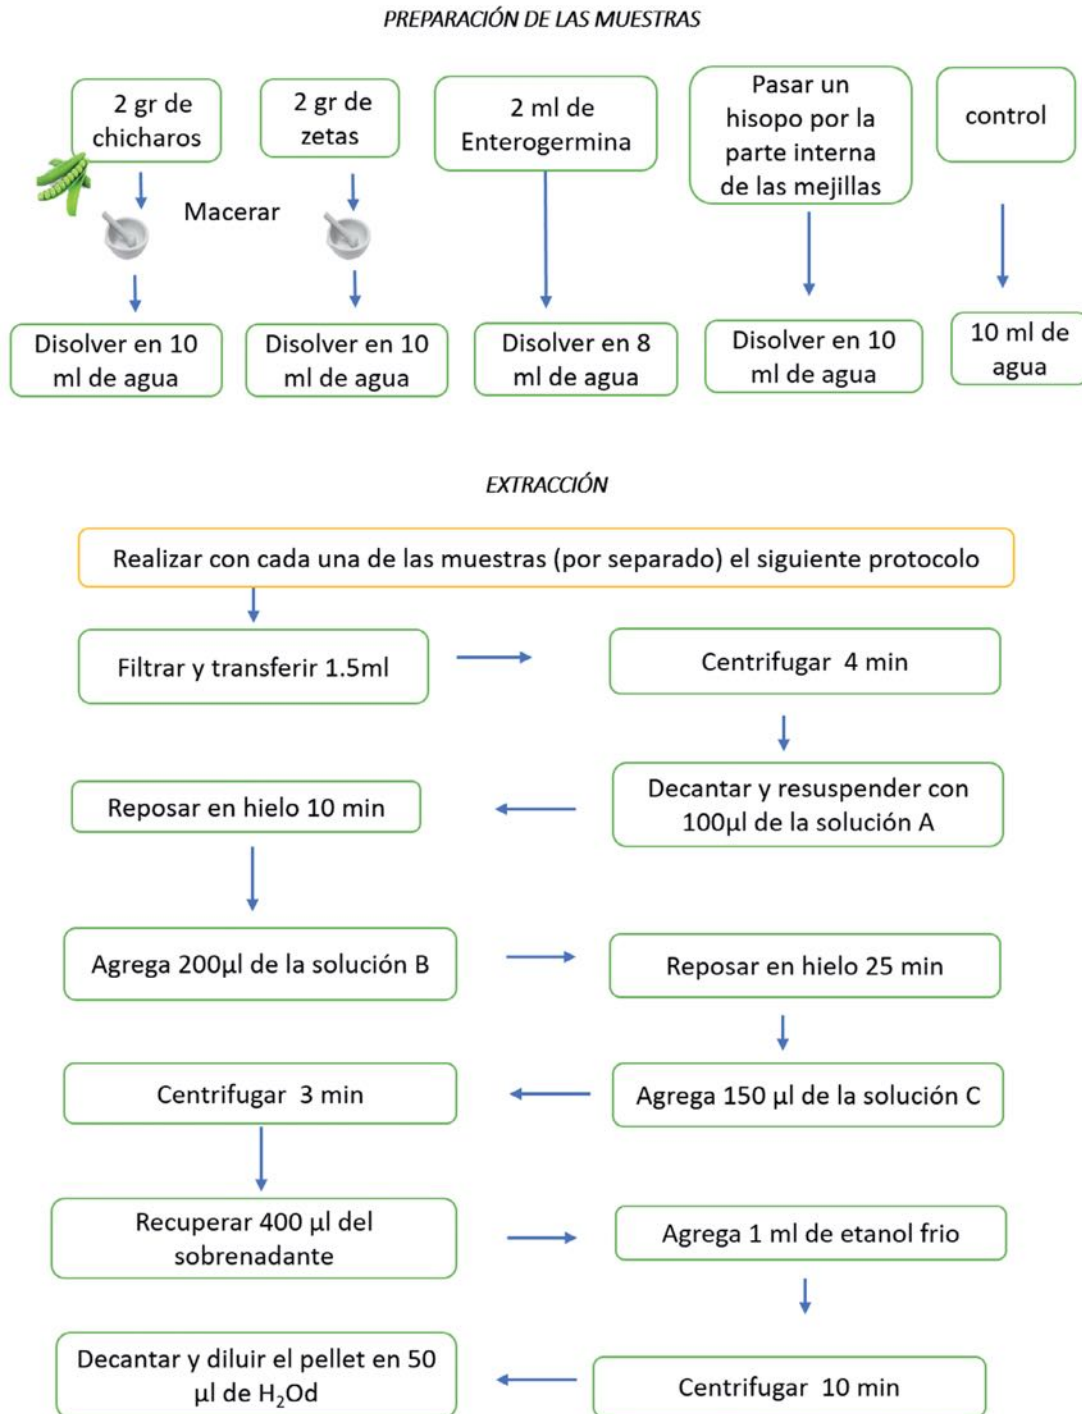 PREPARACIÓN DE LAS MUESTRAS
2 gr de
chicharos
2 gr de
zetas
2 ml de
Enterogermina
Pasar un
hisopo por la
parte interna
de las mejillas
control
Macerar
Disolver en 10
ml de agua
Disolver en 10
ml de agua
Disolver en 8
ml de agua
Disolver en 10
ml de agua
10 ml de
agua
EXTRACCIÓN
Realizar con cada una de las muestras (por separado) el siguiente protocolo
Filtrar y transferir 1.5ml
Centrifugar 4 min
Decantar y resuspender con
100µl de la solución A
Reposar en hielo 10 min
Agrega 200µl de la solución B
Reposar en hielo 25 min
Agrega 150 µl de la solución C
Centrifugar 3 min
Recuperar 400 µl del
sobrenadante
Agrega 1 ml de etanol frio
Centrifugar 10 min
Decantar y diluir el pellet en 50
µl de H₂Od